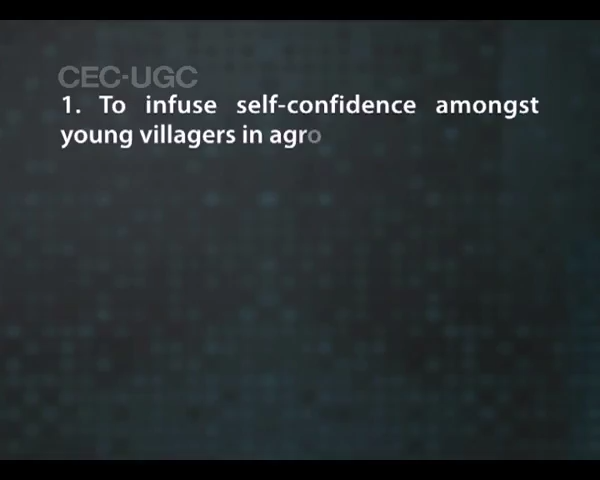 CEC-UGC
1. To infuse self-confidence amongst
young villagers in agro